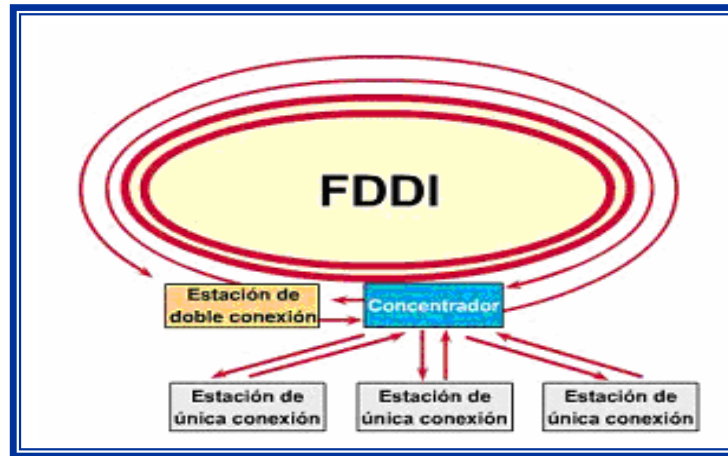 FDDI
Estación de
doble conexión
Concentrador
Estación de
única conexión
Estación de
única conexión
Estación de
única conexión